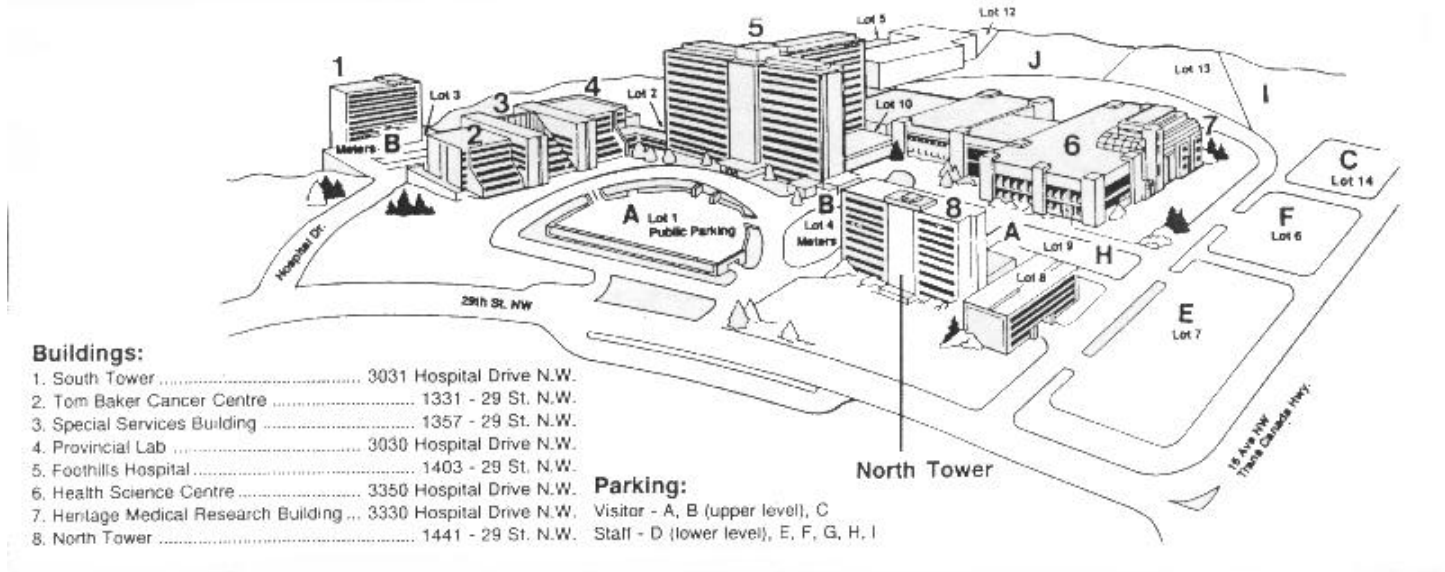 5
Lot 5
Lot 12
1
J
Lot 13
Lot 3
3
4
Lot 2
I
Lot 10
7
B
Meters
2
6
C
Lot 14
A
Lot 1
Public Parking
B
Lot 4
Meters
8
A
Lot 9
H
F
Lot 6
Hospital Dr.
Lot 8
29th St. NW
E
Lot 7
16 Ave NW
Trans Canada Hwy.
North Tower
Buildings:
1. South Tower ........ 3031 Hospital Drive N.W.
2. Tom Baker Cancer Centre ........ 1331 - 29 St. N.W.
3. Special Services Building ........ 1357 - 29 St. N.W.
4. Provincial Lab ........ 3030 Hospital Drive N.W.
5. Foothills Hospital ........ 1403 - 29 St. N.W.
6. Health Science Centre ........ 3350 Hospital Drive N.W.
7. Heritage Medical Research Building ... 3330 Hospital Drive N.W.
8. North Tower ........ 1441 - 29 St. N.W.
Parking:
Visitor - A, B (upper level), C
Staff - D (lower level), E, F, G, H, I